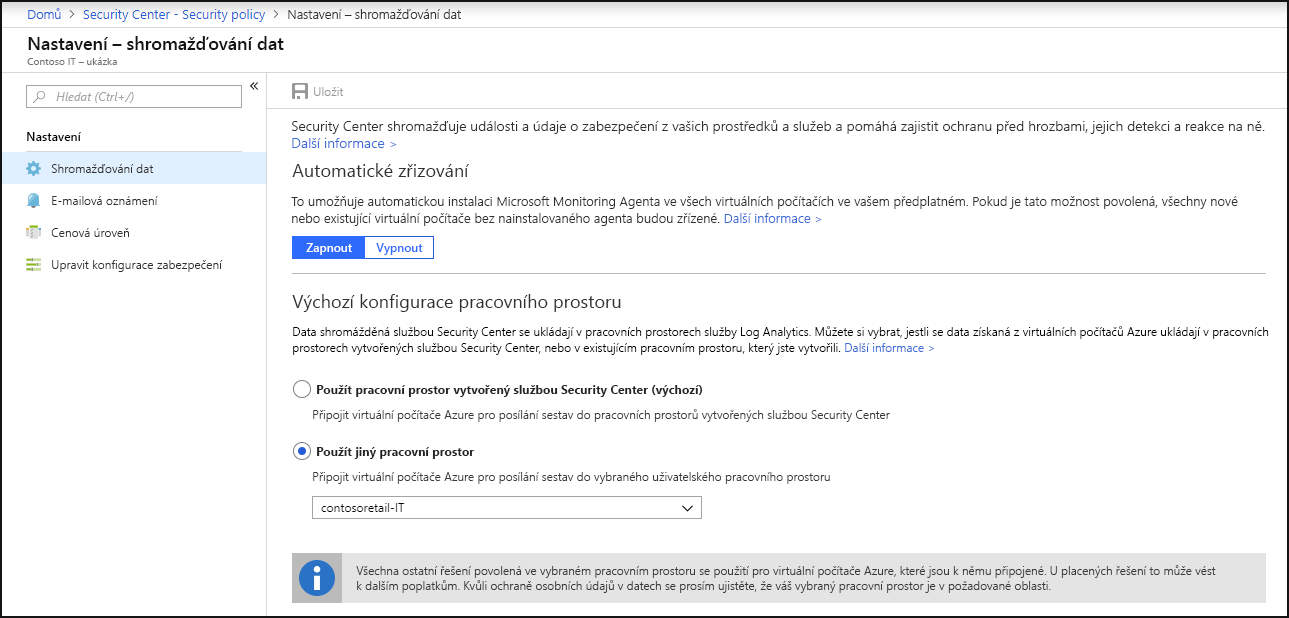 Domů > Security Center - Security policy > Nastavení – shromažďování dat
Nastavení – shromažďování dat
Contoso IT – ukázka
Hledat (Ctrl+/)
«
Nastavení
Shromažďování dat
E-mailová oznámení
Cenová úroveň
Upravit konfigurace zabezpečení
Uložit
Security Center shromažďuje události a údaje o zabezpečení z vašich prostředků a služeb a pomáhá zajistit ochranu před hrozbami, jejich detekci a reakce na ně.
Další informace >
Automatické zřizování
To umožňuje automatickou instalaci Microsoft Monitoring Agenta ve všech virtuálních počítačích ve vašem předplatném. Pokud je tato možnost povolená, všechny nové
nebo existující virtuální počítače bez nainstalovaného agenta budou zřízené. Další informace >
Zapnout Vypnout
Výchozí konfigurace pracovního prostoru
Data shromážděná službou Security Center se ukládají v pracovních prostorech služby Log Analytics. Můžete si vybrat, jestli se data získaná z virtuálních počítačů Azure ukládají v pracovních
prostorech vytvořených službou Security Center, nebo v existujícím pracovním prostoru, který jste vytvořili. Další informace >
Použít pracovní prostor vytvořený službou Security Center (výchozí)
Připojit virtuální počítače Azure pro posílání sestav do pracovních prostorů vytvořených službou Security Center
Použít jiný pracovní prostor
Připojit virtuální počítače Azure pro posílání sestav do vybraného uživatelského pracovního prostoru
contosoretail-IT
Všechna ostatní řešení povolená ve vybraném pracovním prostoru se použití pro virtuální počítače Azure, které jsou k němu připojené. U placených řešení to může vést
k dalším poplatkům. Kvůli ochraně osobních údajů v datech se prosím ujistěte, že váš vybraný pracovní prostor je v požadované oblasti.